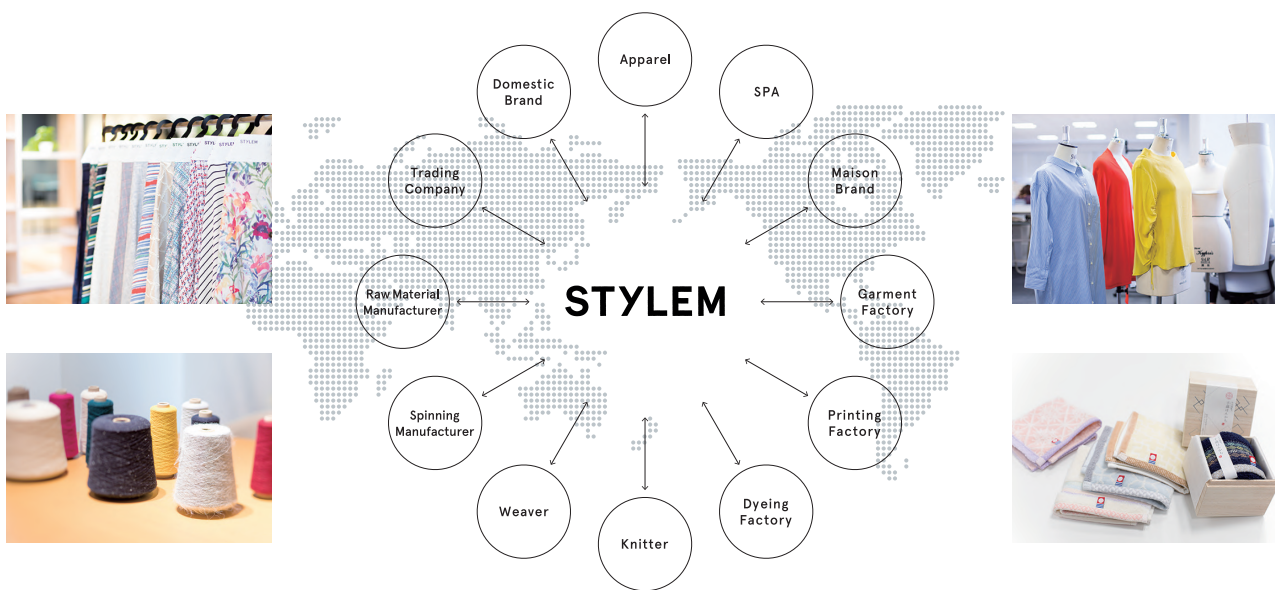 Apparel
Domestic
Brand
SPA
Trading
Company
Maison
Brand
STYLEM
Raw Material
Manufacturer
STYLEM
Garment
Factory
Spinning
Manufacturer
Printing
Factory
Weaver
Dyeing
Factory
Knitter